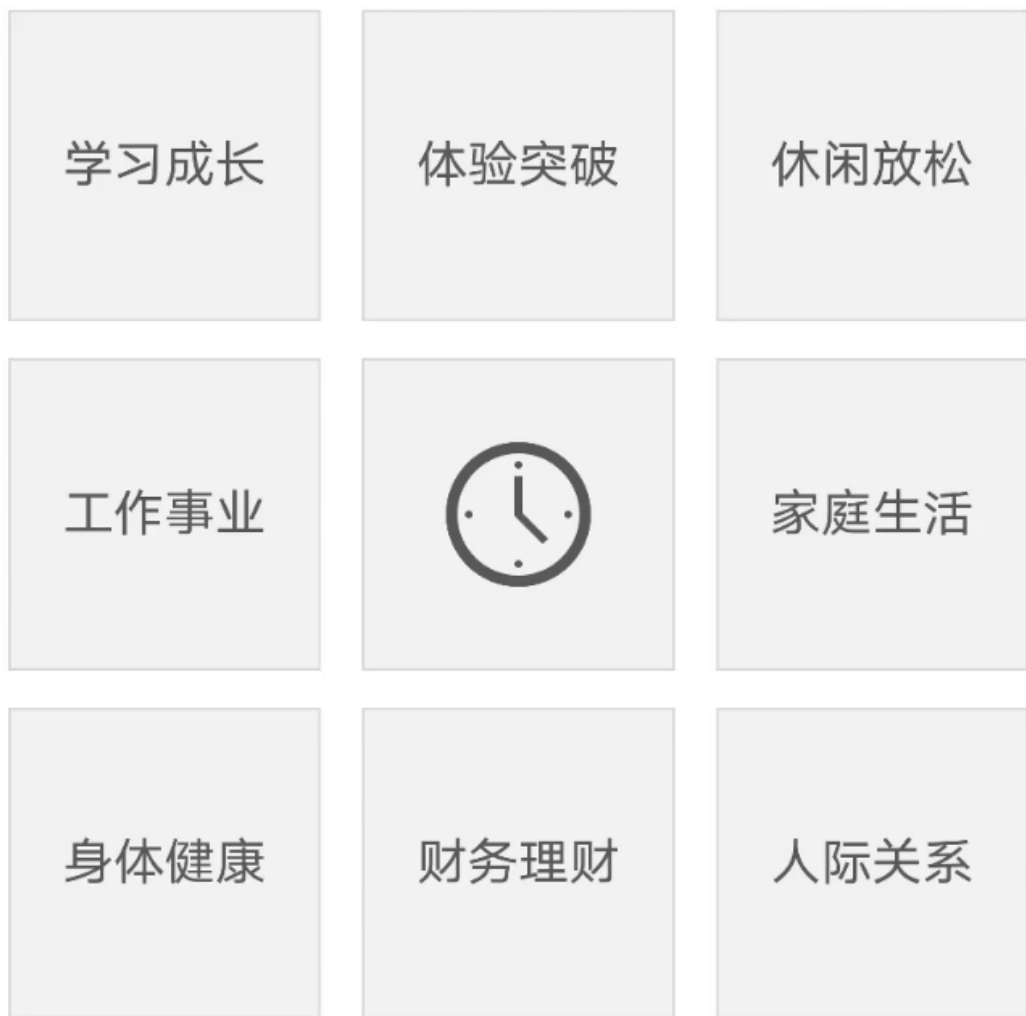 学习成长
体验突破
休闲放松
工作事业
家庭生活
身体健康
财务理财
人际关系